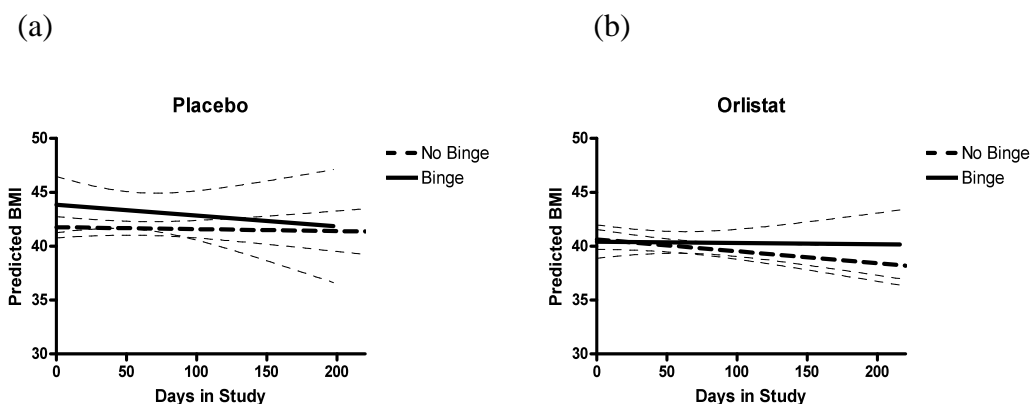 (a)
Placebo
50
45
40
35
30
Predicted BMI
0 50 100 150 200
Days in Study
No Binge
Binge
(b)
Orlistat
50
45
40
35
30
Predicted BMI
0 50 100 150 200
Days in Study
No Binge
Binge